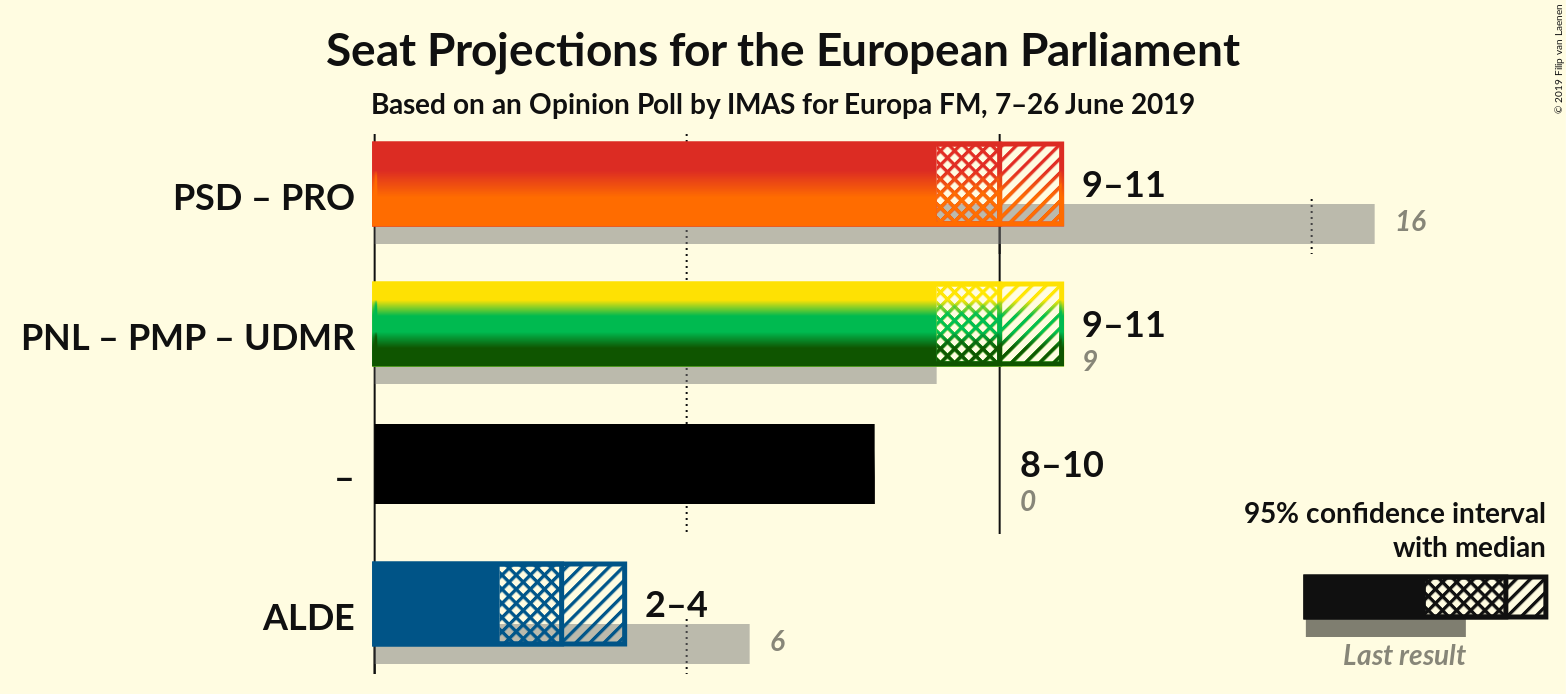 Seat Projections for the European Parliament
Based on an Opinion Poll by IMAS for Europa FM, 7–26 June 2019
© 2019 Filip van Laenen
PSD – PRO
9–11
16
PNL – PMP – UDMR
9–11
9
–
8–10
0
ALDE
2–4
6
95% confidence interval
with median
Last result